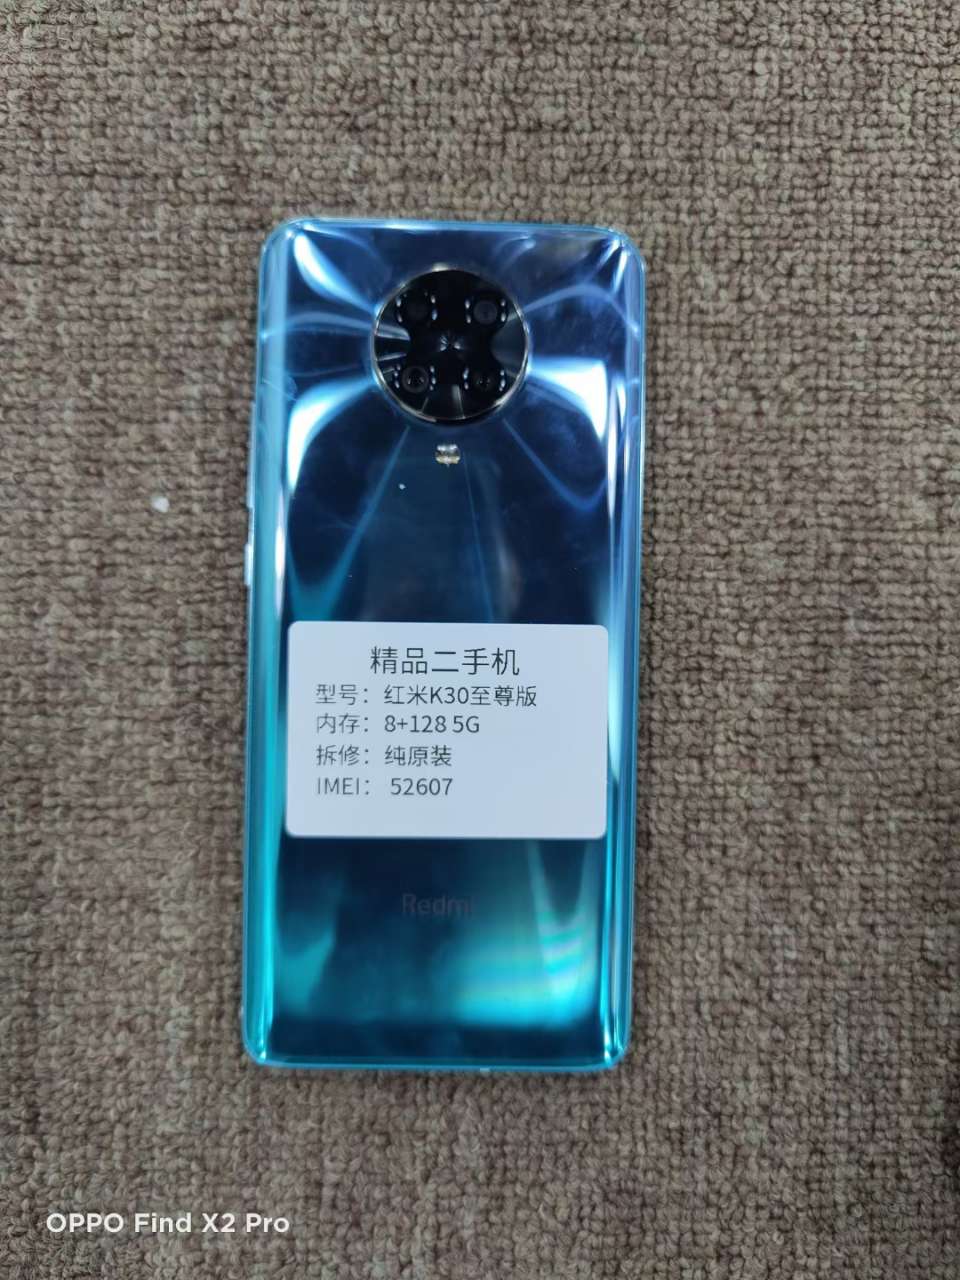 精品二手机
型号：红米K30至尊版
内存：8+128 5G
拆修：纯原装
IMEI： 52607
Redmi
OPPO Find X2 Pro